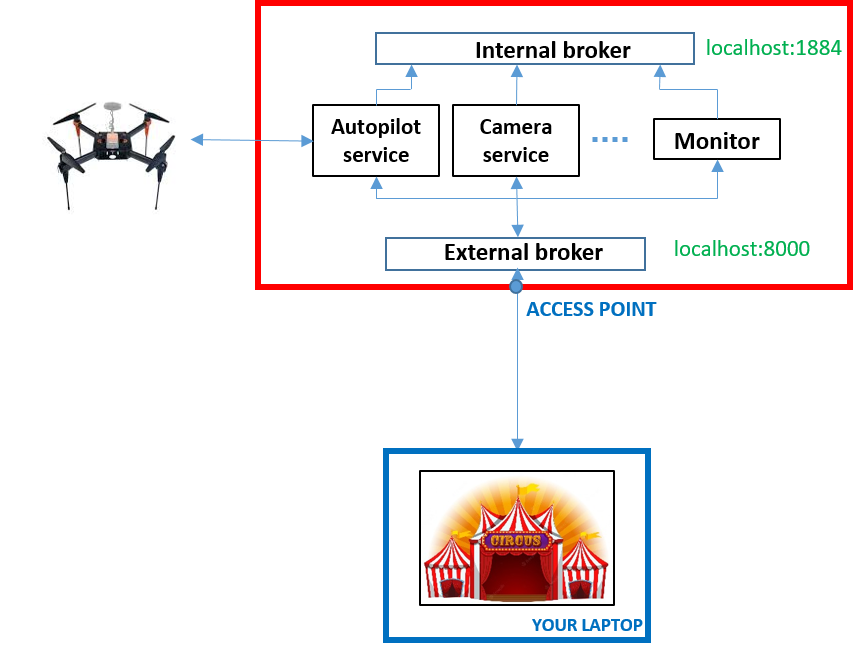 Internal broker
localhost:1884
Autopilot
service
Camera
service
Monitor
External broker
localhost:8000
ACCESS POINT
CIRCUS
YOUR LAPTOP